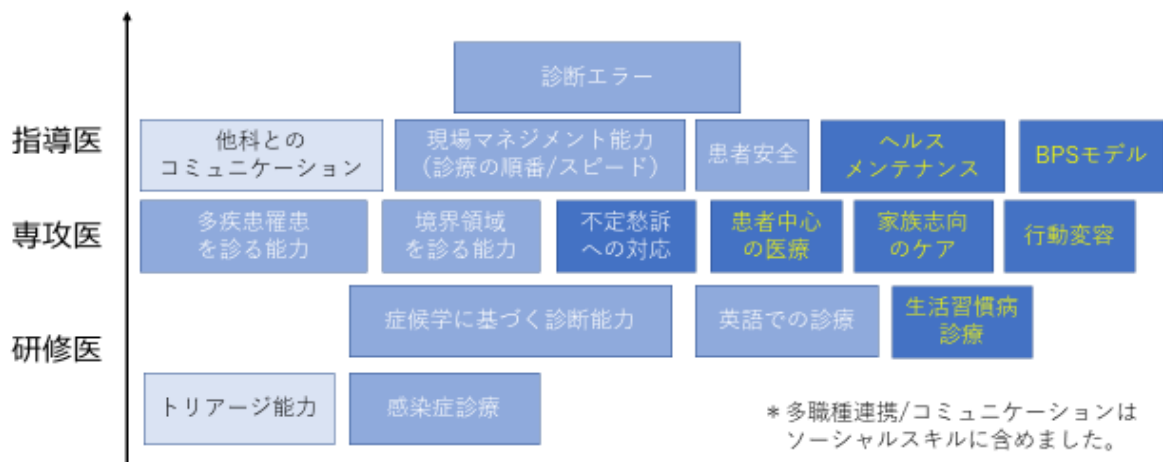 診断エラー
指導医
他科との
コミュニケーション
現場マネジメント能力
(診療の順番/スピード)
患者安全
ヘルス
メンテナンス
BPSモデル
専攻医
多疾患罹患
を診る能力
境界領域
を診る能力
不定愁訴
への対応
患者中心
の医療
家族志向
のケア
行動変容
研修医
症候学に基づく診断能力
英語での診療
生活習慣病
診療
トリアージ能力
感染症診療
*多職種連携/コミュニケーションは
ソーシャルスキルに含めました。